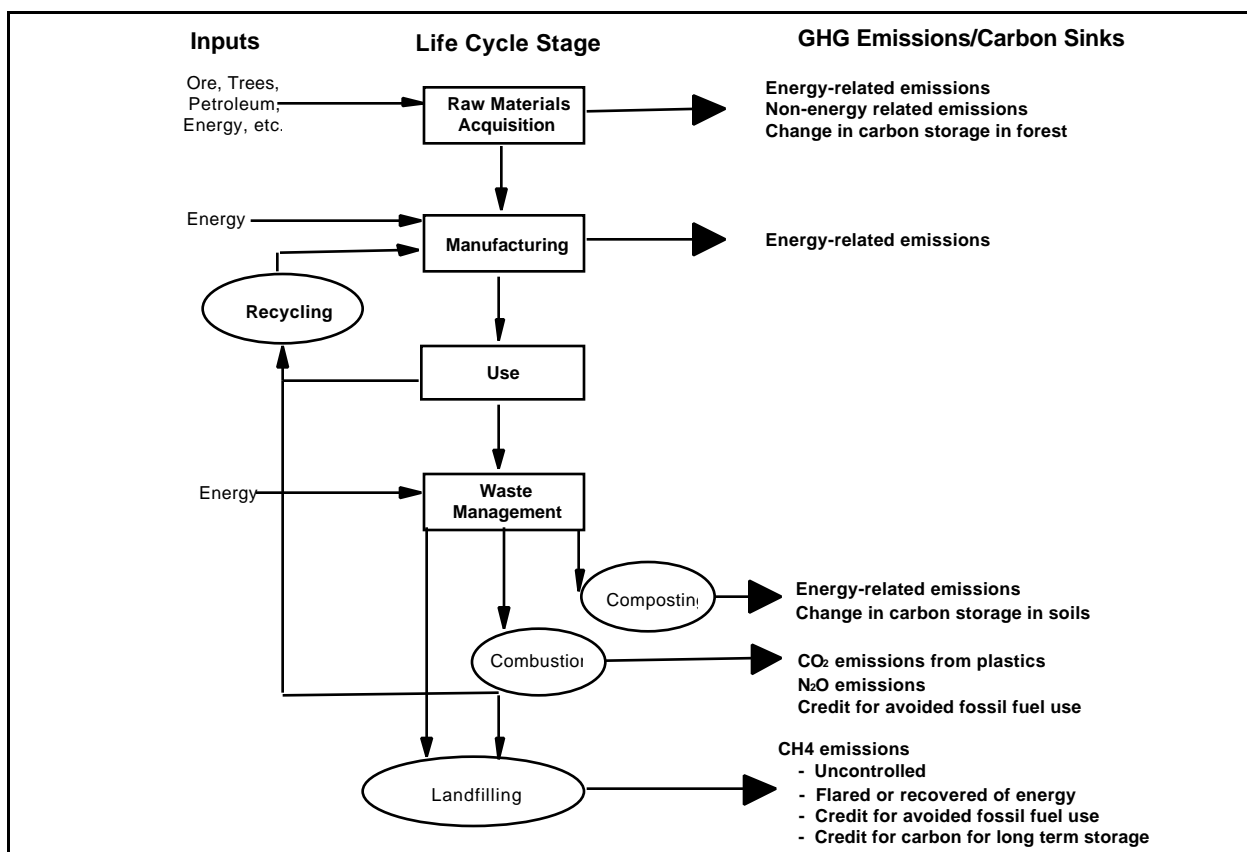 Inputs
Life Cycle Stage
GHG Emissions/Carbon Sinks
Ore, Trees,
Petroleum,
Energy, etc.
Raw Materials
Acquisition
Energy-related emissions
Non-energy related emissions
Change in carbon storage in forest
Energy
Manufacturing
Energy-related emissions
Recycling
Use
Energy
Waste
Management
Composting
Energy-related emissions
Change in carbon storage in soils
Combustion
CO₂ emissions from plastics
N₂O emissions
Credit for avoided fossil fuel use
Landfilling
CH4 emissions
- Uncontrolled
- Flared or recovered of energy
- Credit for avoided fossil fuel use
- Credit for carbon for long term storage